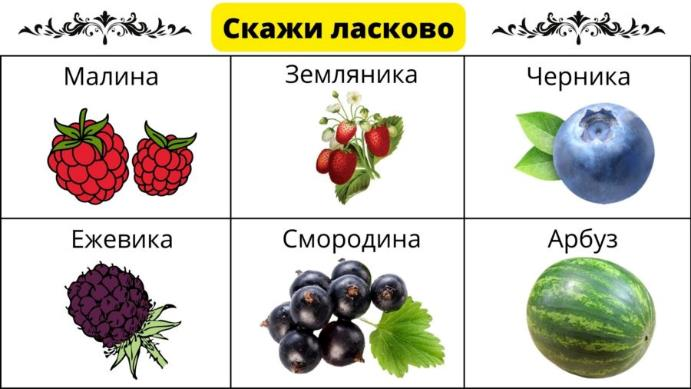 Скажи ласково
Малина
Земляника
Черника
Ежевика
Смородина
Арбуз